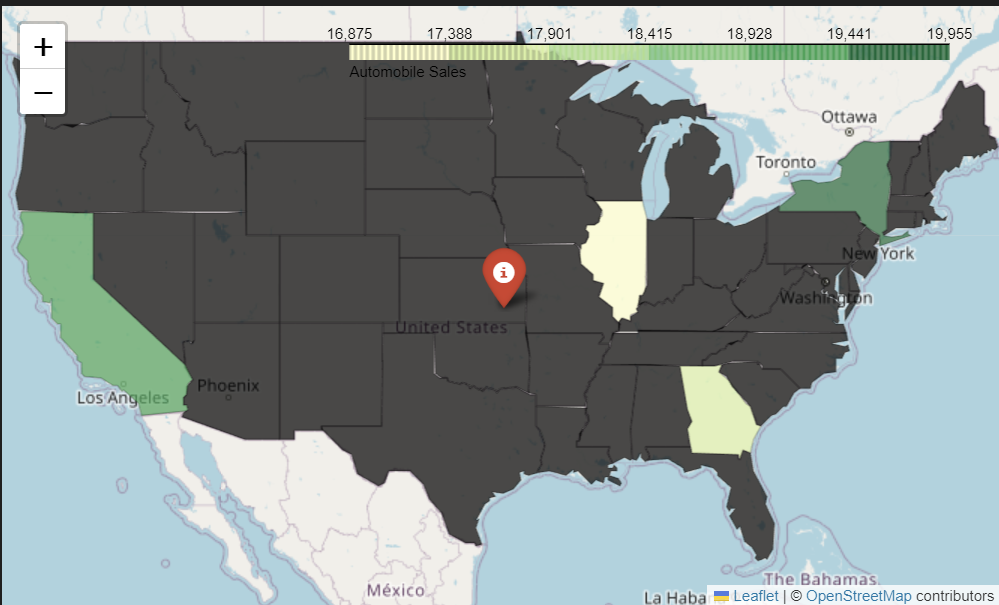 +
−
16,875 17,388 17,901 18,415 18,928 19,441 19,955
Automobile Sales
Ottawa
Toronto
New York
Washington
United States
Phoenix
Los Angeles
México
The Bahamas
La Haban
Leaflet | © OpenStreetMap contributors